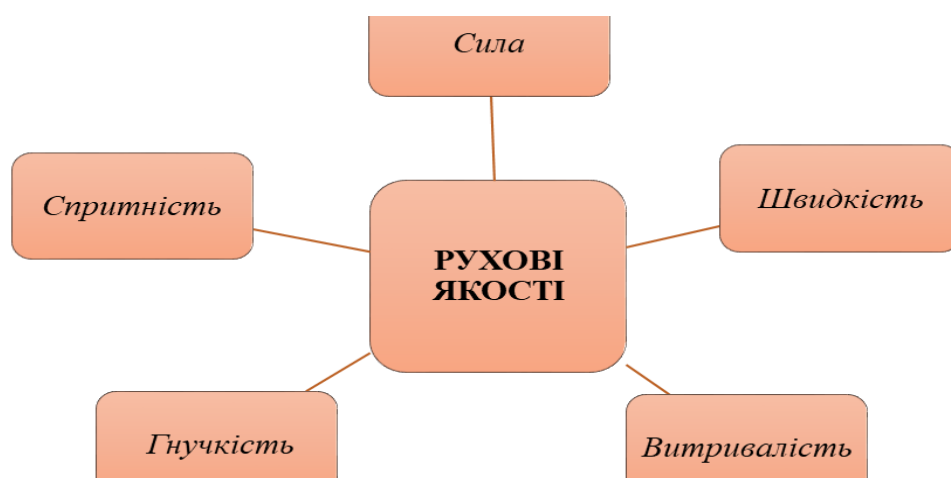 Сила
Спритність
Швидкість
РУХОВІ
ЯКОСТІ
Гнучкість
Витривалість